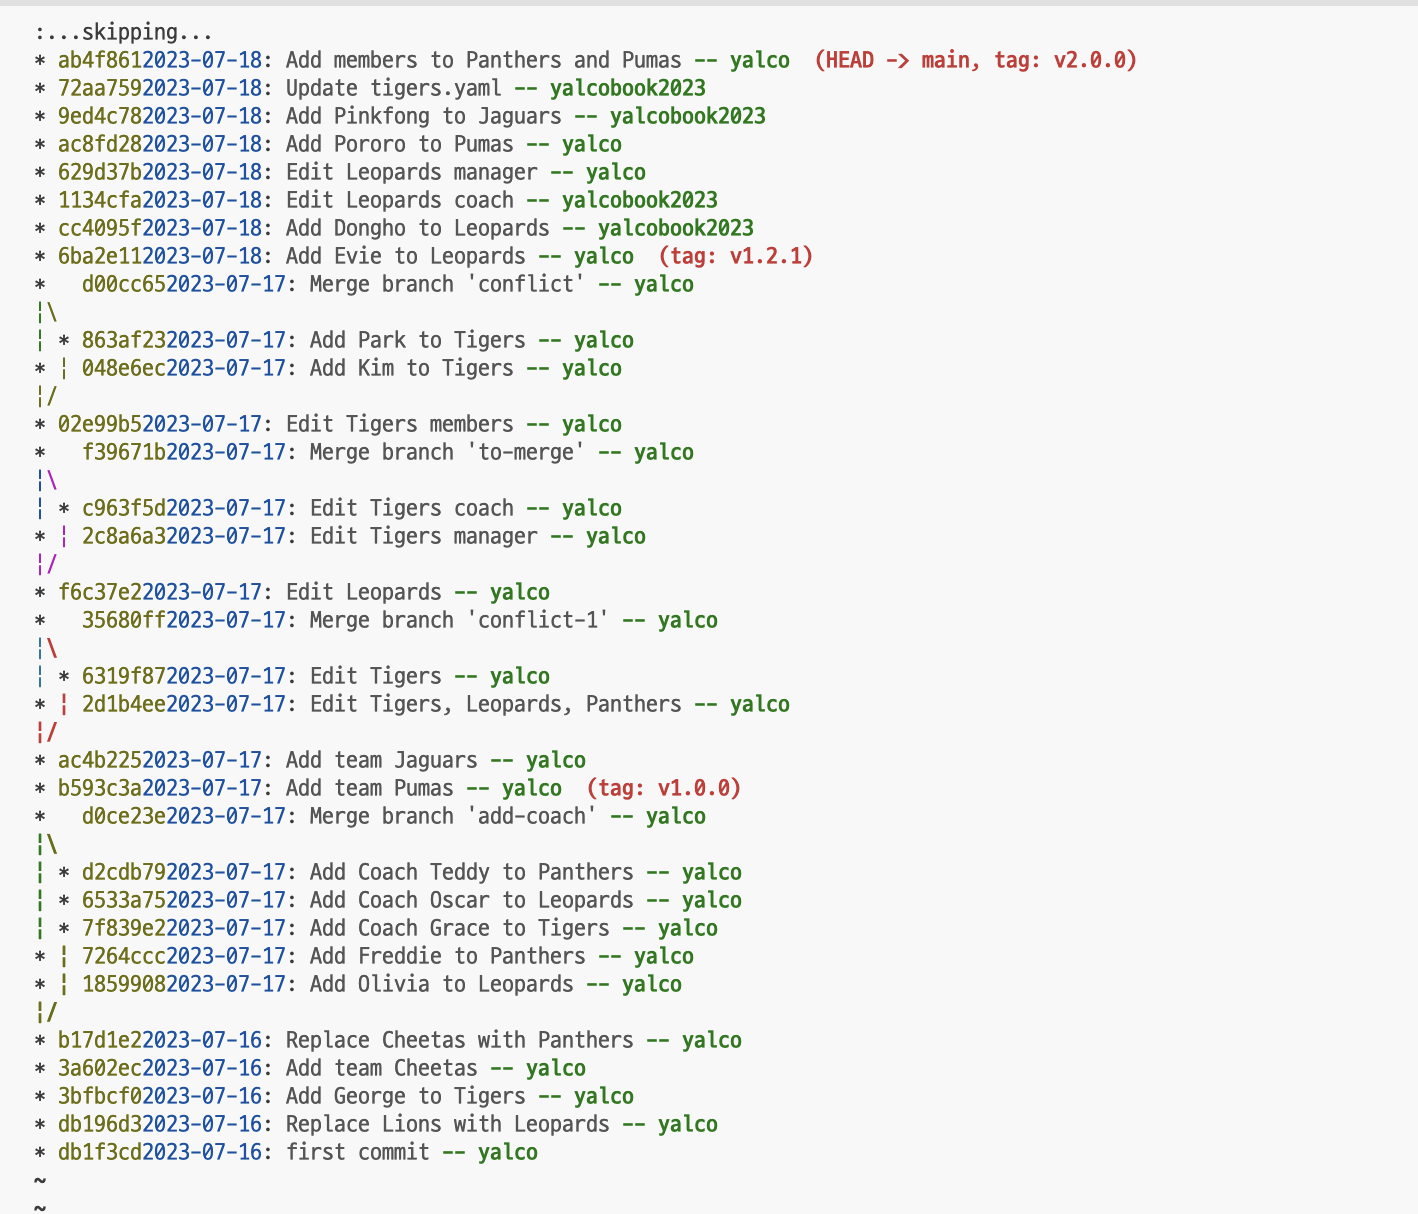 :...skipping...
* ab4f8612023-07-18: Add members to Panthers and Pumas -- yalco  (HEAD -> main, tag: v2.0.0)
* 72aa7592023-07-18: Update tigers.yaml -- yalcobook2023
* 9ed4c782023-07-18: Add Pinkfong to Jaguars -- yalcobook2023
* ac8fd282023-07-18: Add Pororo to Pumas -- yalco
* 629d37b2023-07-18: Edit Leopards manager -- yalco
* 1134cfa2023-07-18: Edit Leopards coach -- yalcobook2023
* cc4095f2023-07-18: Add Dongho to Leopards -- yalcobook2023
* 6ba2e112023-07-18: Add Evie to Leopards -- yalco  (tag: v1.2.1)
*   d00cc652023-07-17: Merge branch 'conflict' -- yalco
¦\
¦ * 863af232023-07-17: Add Park to Tigers -- yalco
* ¦ 048e6ec2023-07-17: Add Kim to Tigers -- yalco
¦/
* 02e99b52023-07-17: Edit Tigers members -- yalco
*   f39671b2023-07-17: Merge branch 'to-merge' -- yalco
¦\
¦ * c963f5d2023-07-17: Edit Tigers coach -- yalco
* ¦ 2c8a6a32023-07-17: Edit Tigers manager -- yalco
¦/
* f6c37e22023-07-17: Edit Leopards -- yalco
*   35680ff2023-07-17: Merge branch 'conflict-1' -- yalco
¦\
¦ * 6319f872023-07-17: Edit Tigers -- yalco
* ¦ 2d1b4ee2023-07-17: Edit Tigers, Leopards, Panthers -- yalco
¦/
* ac4b2252023-07-17: Add team Jaguars -- yalco
* b593c3a2023-07-17: Add team Pumas -- yalco  (tag: v1.0.0)
*   d0ce23e2023-07-17: Merge branch 'add-coach' -- yalco
¦\
¦ * d2cdb792023-07-17: Add Coach Teddy to Panthers -- yalco
¦ * 6533a752023-07-17: Add Coach Oscar to Leopards -- yalco
¦ * 7f839e22023-07-17: Add Coach Grace to Tigers -- yalco
* ¦ 7264ccc2023-07-17: Add Freddie to Panthers -- yalco
* ¦ 18599082023-07-17: Add Olivia to Leopards -- yalco
¦/
* b17d1e22023-07-16: Replace Cheetas with Panthers -- yalco
* 3a602ec2023-07-16: Add team Cheetas -- yalco
* 3bfbcf02023-07-16: Add George to Tigers -- yalco
* db196d32023-07-16: Replace Lions with Leopards -- yalco
* db1f3cd2023-07-16: first commit -- yalco
~
~